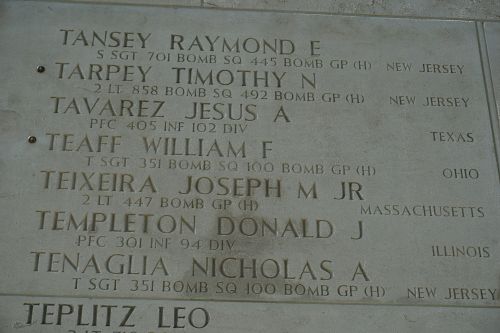 TANSEY RAYMOND E
S SGT 701 BOMB SQ 445 BOMB GP (H) NEW JERSEY
TARPEY TIMOTHY N
2 LT 858 BOMB SQ 492 BOMB GP (H) NEW JERSEY
TAVAREZ JESUS A
PFC 405 INF 102 DIV TEXAS
TEAFF WILLIAM F
T SGT 351 BOMB SQ 100 BOMB GP (H) OHIO
TEIXEIRA JOSEPH M JR
2 LT 447 BOMB GP (H) MASSACHUSETTS
TEMPLETON DONALD J
PFC 301 INF 94 DIV ILLINOIS
TENAGLIA NICHOLAS A
T SGT 351 BOMB SQ 100 BOMB GP (H) NEW JERSEY
TEPLITZ LEO